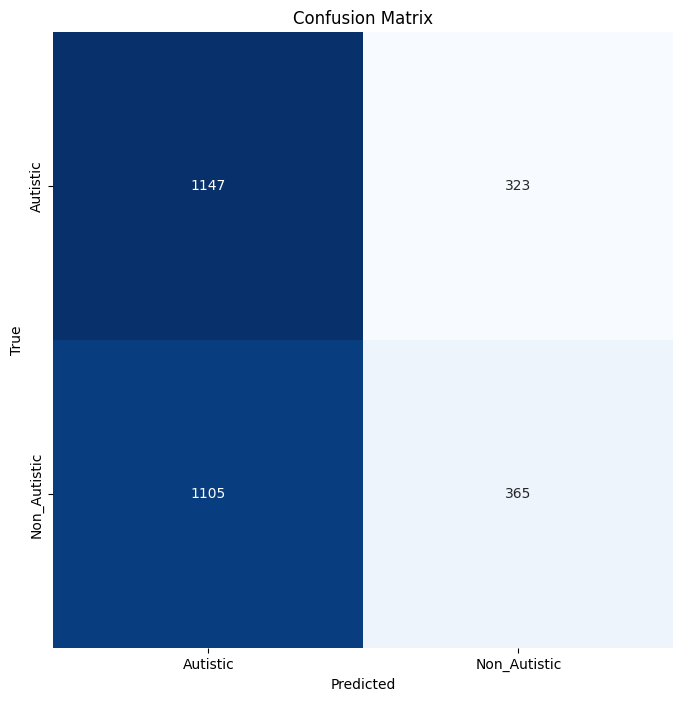 Confusion Matrix
True
Autistic
1147
323
Non_Autistic
1105
365
Autistic
Non_Autistic
Predicted